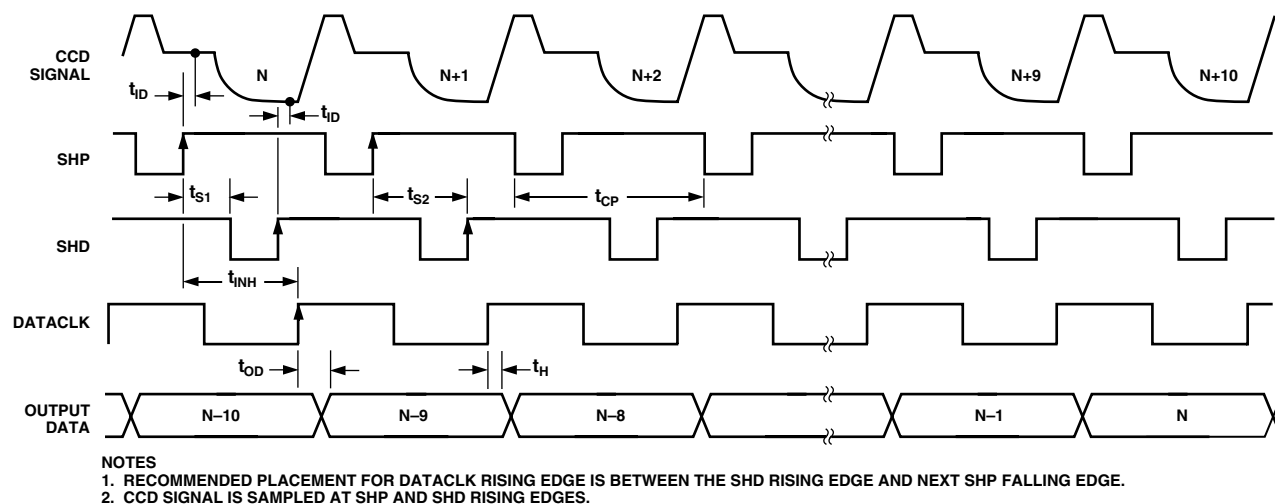 CCD
SIGNAL
N
N+1
N+2
N+9
N+10
tID
tID
SHP
tS1
tS2
tCP
SHD
tINH
DATACLK
tOD
tH
OUTPUT
DATA
N–10
N–9
N–8
N–1
N
NOTES
1. RECOMMENDED PLACEMENT FOR DATACLK RISING EDGE IS BETWEEN THE SHD RISING EDGE AND NEXT SHP FALLING EDGE.
2. CCD SIGNAL IS SAMPLED AT SHP AND SHD RISING EDGES.